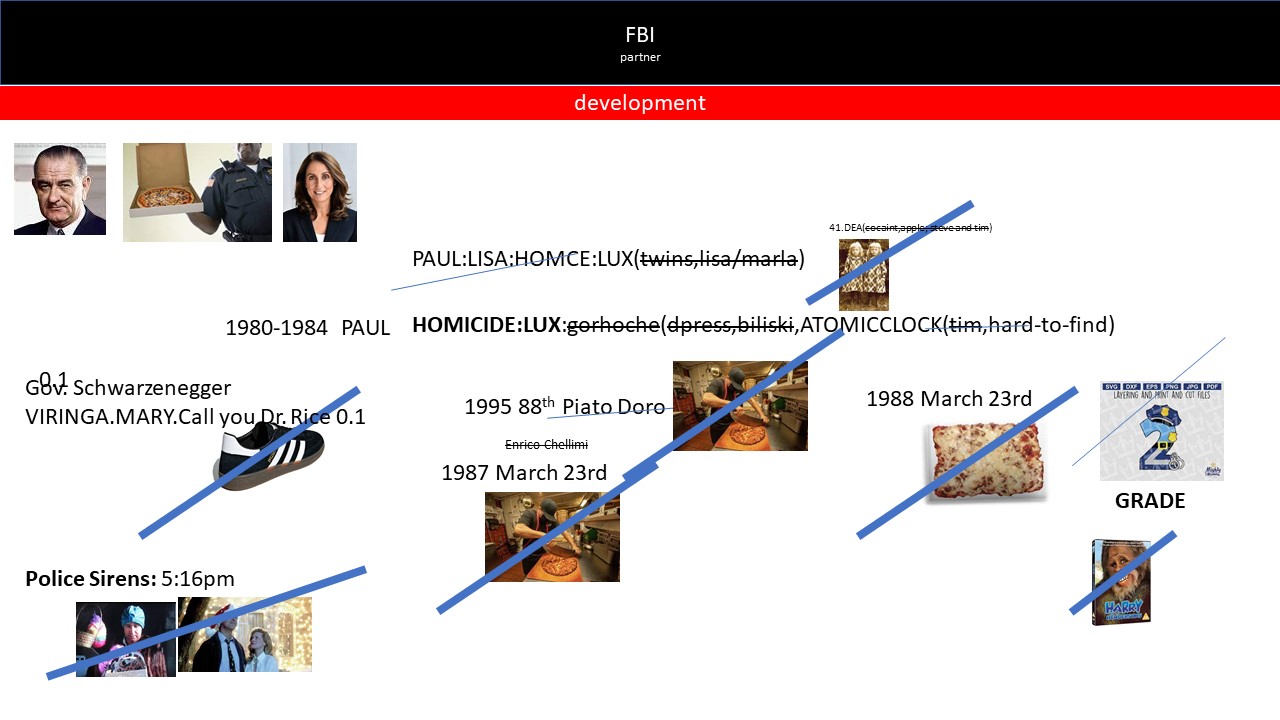 FBI
partner
development
41.DEA(cocaint,apple; steve and tim)
PAUL:LISA:HOMCE:LUX(twins,lisa/marla)
1980-1984 PAUL
HOMICIDE:LUX:gorhoche(dpress,biliski,ATOMICCLOCK(tim,hard-to-find)
0.1
Gov. Schwarzenegger
VIRINGA.MARY.Call you Dr. Rice 0.1
1995 88th Piato Doro
Enrico Chellimi
1987 March 23rd
1988 March 23rd
SVG DXF EPS PNG JPG PDF
LAYERING AND PRINT AND CUT FILES
2
GRADE
HARRY
Police Sirens: 5:16pm